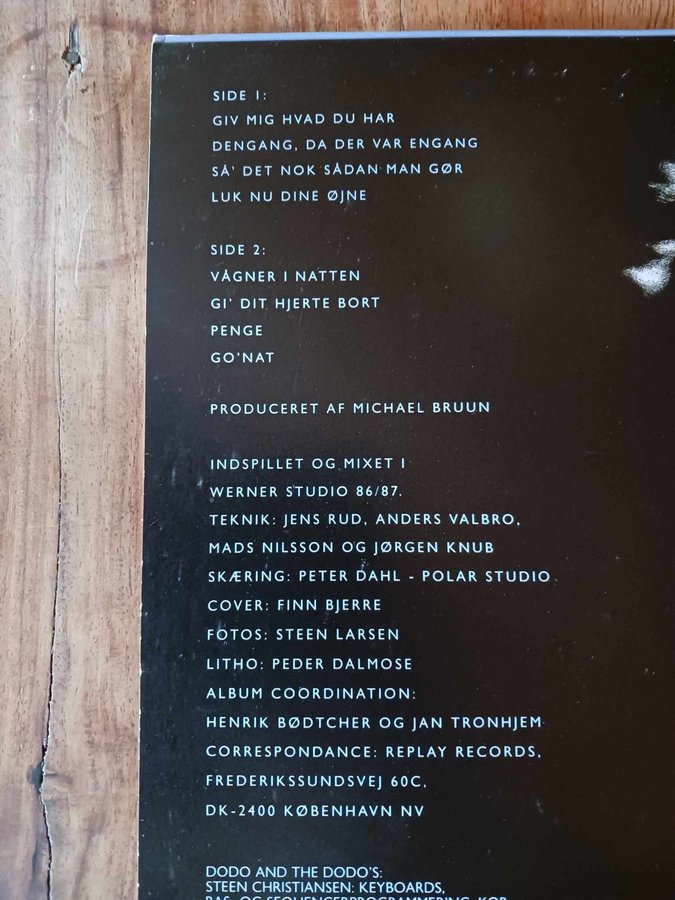 SIDE 1:
GIV MIG HVAD DU HAR
DENGANG, DA DER VAR ENGANG
SÅ' DET NOK SÅDAN MAN GØR
LUK NU DINE ØJNE
SIDE 2:
VÅGNER I NATTEN
GI' DIT HJERTE BORT
PENGE
GO'NAT
PRODUCERET AF MICHAEL BRUUN
INDSPILLET OG MIXET I
WERNER STUDIO 86/87.
TEKNIK: JENS RUD, ANDERS VALBRO,
MADS NILSSON OG JØRGEN KNUB
SKÆRING: PETER DAHL - POLAR STUDIO
COVER: FINN BJERRE
FOTOS: STEEN LARSEN
LITHO: PEDER DALMOSE
ALBUM COORDINATION:
HENRIK BØDTCHER OG JAN TRONHJEM
CORRESPONDANCE: REPLAY RECORDS,
FREDERIKSSUNDSVEJ 60C,
DK-2400 KØBENHAVN NV
DODO AND THE DODO'S:
STEEN CHRISTIANSEN: KEYBOARDS,
BAS- OG SEQUENCERPROGRAMMERING, KOR